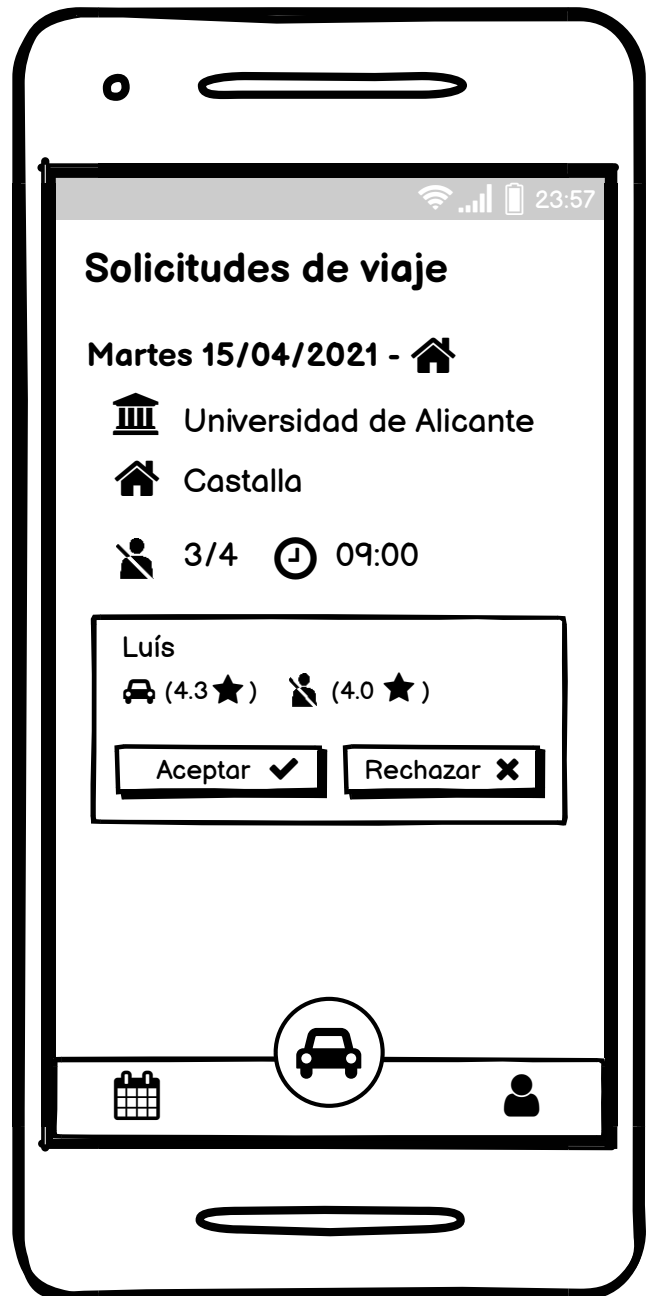 23:57
Solicitudes de viaje
Martes 15/04/2021 -
Universidad de Alicante
Castalla
3/4 09:00
Luís
(4.3 ) (4.0 )
Aceptar Rechazar